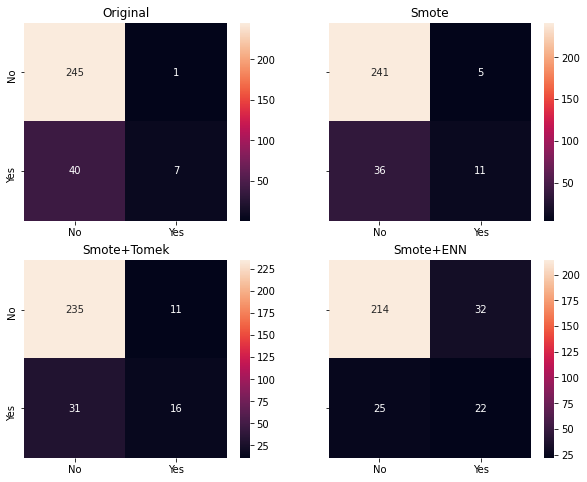 Original
Smote
No
245
1
Yes
40
7
No
Yes
200
150
100
50
241
5
36
11
No
Yes
200
150
100
50
Smote+Tomek
Smote+ENN
No
235
11
Yes
31
16
No
Yes
225
200
175
150
125
100
75
50
25
214
32
25
22
No
Yes
200
175
150
125
100
75
50
25